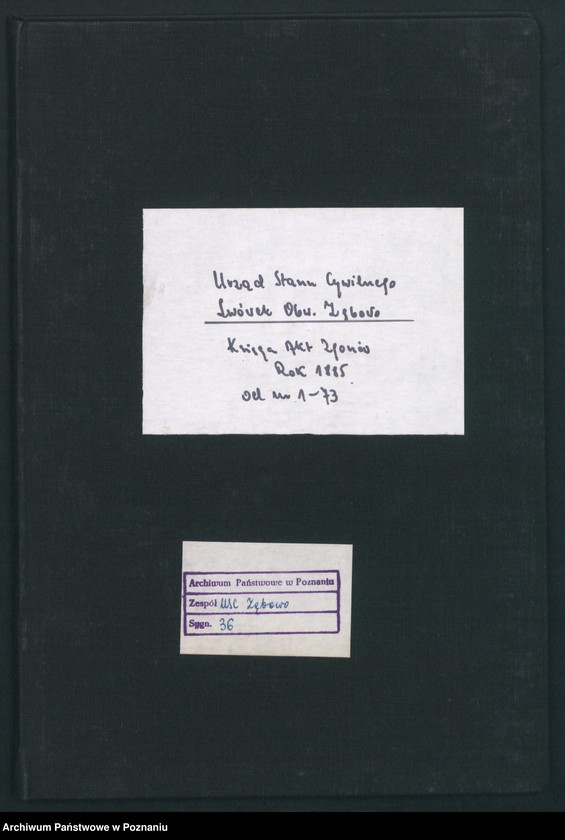 Urząd Stanu Cywilnego
Lwówek Obw. Zębowo
Księga Akt Zgonów
Rok 1885.
od nr 1-73
Archiwum Państwowe w Poznaniu
Zespół USC Zębowo
Sygn. 36
Archiwum Państwowe w Poznaniu